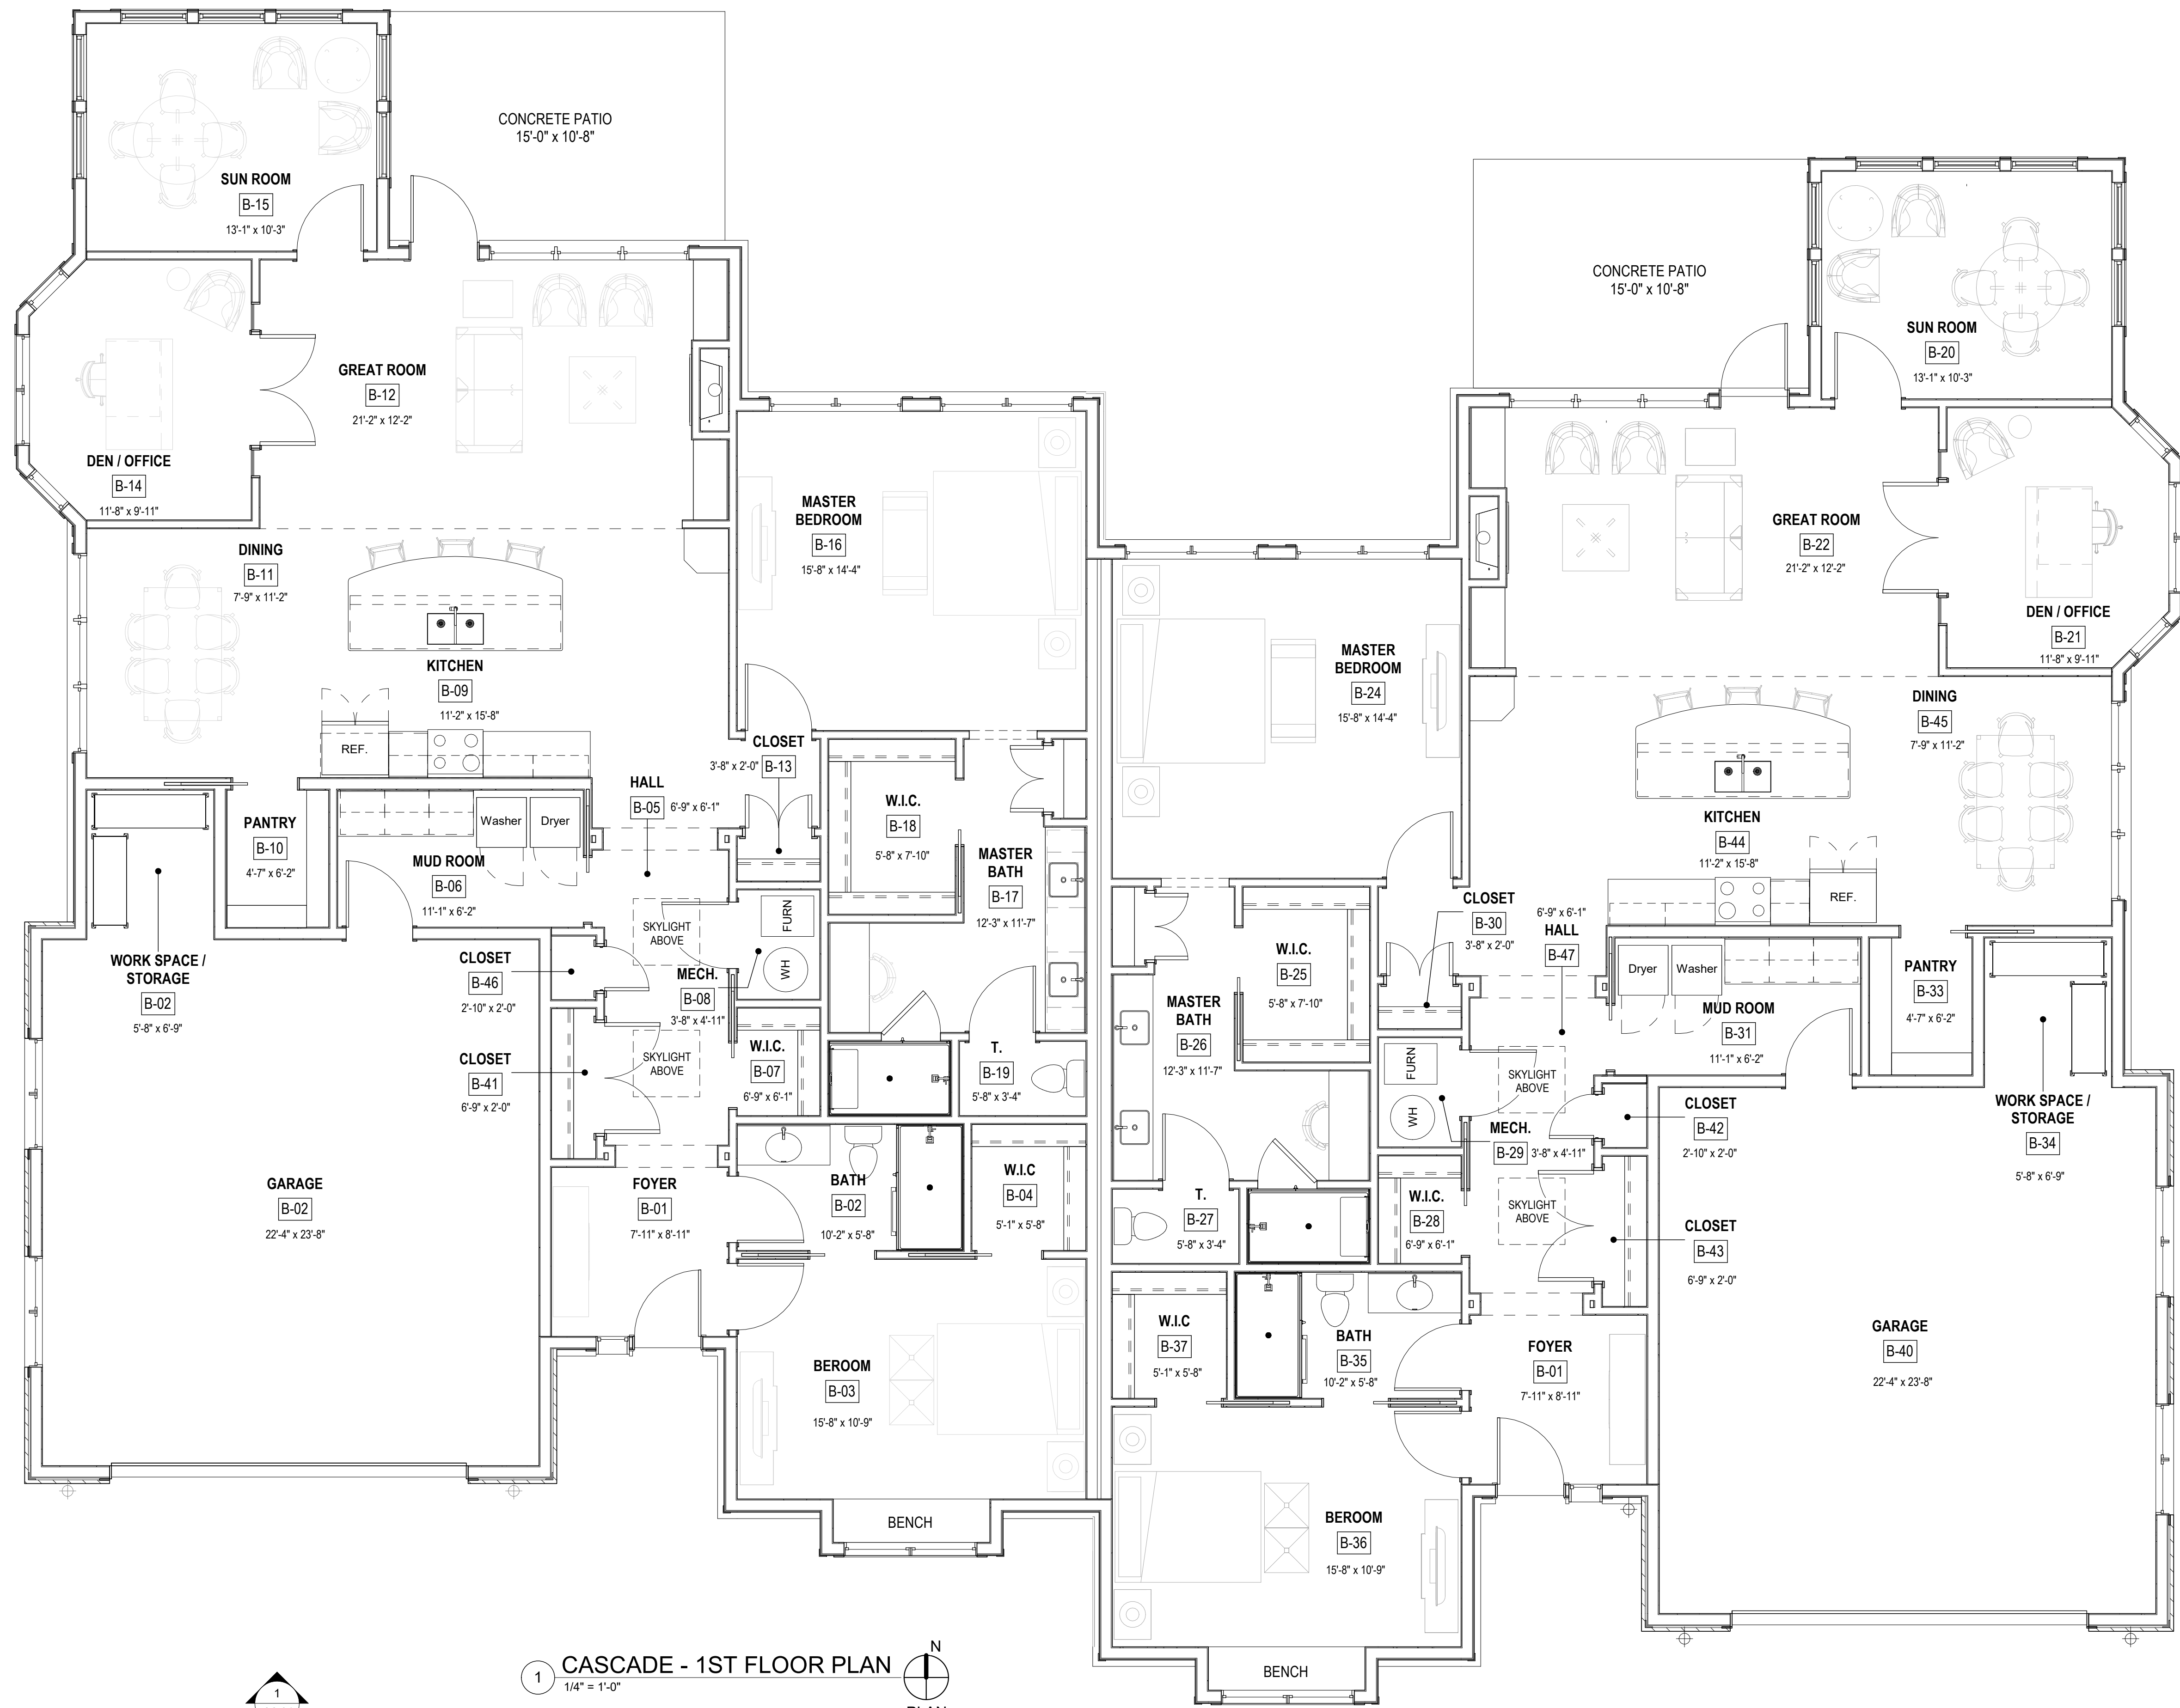 CONCRETE PATIO
15'-0" x 10'-8"
SUN ROOM
B-15
13'-1" x 10'-3"
GREAT ROOM
B-12
21'-2" x 12'-2"
DEN / OFFICE
B-14
11'-8" x 9'-11"
DINING
B-11
7'-9" x 11'-2"
KITCHEN
B-09
11'-2" x 15'-8"
REF.
MASTER
BEDROOM
B-16
15'-8" x 14'-4"
CLOSET
3'-8" x 2'-0" B-13
HALL
B-05 6'-9" x 6'-1"
W.I.C.
B-18
5'-8" x 7'-10"
MASTER
BATH
B-17
12'-3" x 11'-7"
PANTRY
B-10
4'-7" x 6'-2"
Washer
Dryer
MUD ROOM
B-06
11'-1" x 6'-2"
SKYLIGHT
ABOVE
FURN
WH
WORK SPACE /
STORAGE
B-02
5'-8" x 6'-9"
CLOSET
B-46
2'-10" x 2'-0"
MECH.
B-08
3'-8" x 4'-11"
CLOSET
B-41
6'-9" x 2'-0"
SKYLIGHT
ABOVE
W.I.C.
B-07
6'-9" x 6'-1"
T.
B-19
5'-8" x 3'-4"
GARAGE
B-02
22'-4" x 23'-8"
FOYER
B-01
7'-11" x 8'-11"
BATH
B-02
10'-2" x 5'-8"
W.I.C
B-04
5'-1" x 5'-8"
BEROOM
B-03
15'-8" x 10'-9"
BENCH
CONCRETE PATIO
15'-0" x 10'-8"
SUN ROOM
B-20
13'-1" x 10'-3"
GREAT ROOM
B-22
21'-2" x 12'-2"
DEN / OFFICE
B-21
11'-8" x 9'-11"
MASTER
BEDROOM
B-24
15'-8" x 14'-4"
DINING
B-45
7'-9" x 11'-2"
KITCHEN
B-44
11'-2" x 15'-8"
REF.
CLOSET
B-30
3'-8" x 2'-0"
6'-9" x 6'-1"
HALL
B-47
W.I.C.
B-25
5'-8" x 7'-10"
MASTER
BATH
B-26
12'-3" x 11'-7"
Dryer
Washer
MUD ROOM
B-31
11'-1" x 6'-2"
PANTRY
B-33
4'-7" x 6'-2"
FURN
WH
SKYLIGHT
ABOVE
CLOSET
B-42
2'-10" x 2'-0"
WORK SPACE /
STORAGE
B-34
5'-8" x 6'-9"
MECH.
B-29 3'-8" x 4'-11"
T.
B-27
5'-8" x 3'-4"
W.I.C.
B-28
6'-9" x 6'-1"
SKYLIGHT
ABOVE
CLOSET
B-43
6'-9" x 2'-0"
W.I.C
B-37
5'-1" x 5'-8"
BATH
B-35
10'-2" x 5'-8"
FOYER
B-01
7'-11" x 8'-11"
GARAGE
B-40
22'-4" x 23'-8"
BEROOM
B-36
15'-8" x 10'-9"
BENCH
1 CASCADE - 1ST FLOOR PLAN
1/4" = 1'-0"
N
1